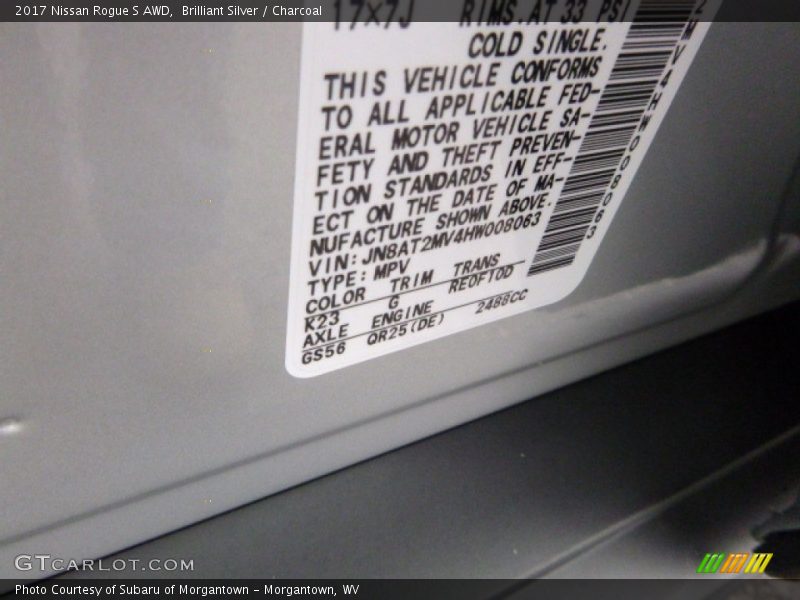 2017 Nissan Rogue S AWD, Brilliant Silver / Charcoal
17X7J RIMS.AT 33 PSI
COLD SINGLE.
THIS VEHICLE CONFORMS
TO ALL APPLICABLE FED-
ERAL MOTOR VEHICLE SA-
FETY AND THEFT PREVEN-
TION STANDARDS IN EFF-
ECT ON THE DATE OF MA-
NUFACTURE SHOWN ABOVE.
VIN:JN8AT2MV4HW008063
TYPE:MPV
COLOR TRIM TRANS
K23 G RE0F10D
AXLE ENGINE
GS56 QR25(DE) 2488CC
2MV4HW008063
GTCARLOT.COM
Photo Courtesy of Subaru of Morgantown - Morgantown, WV